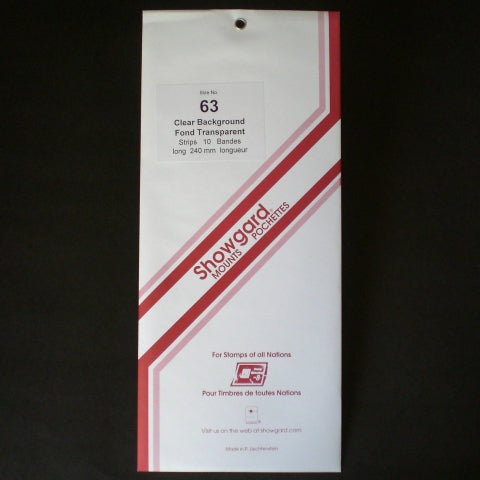 Size No.
63
Clear Background
Fond Transparent
Strips 10 Bandes
long 240 mm longueur
Showgard®
MOUNTS POCHETTES
For Stamps of all Nations
Pour Timbres de toutes Nations
Visit us on the web at showgard.com
Made in P. Liechtenstein